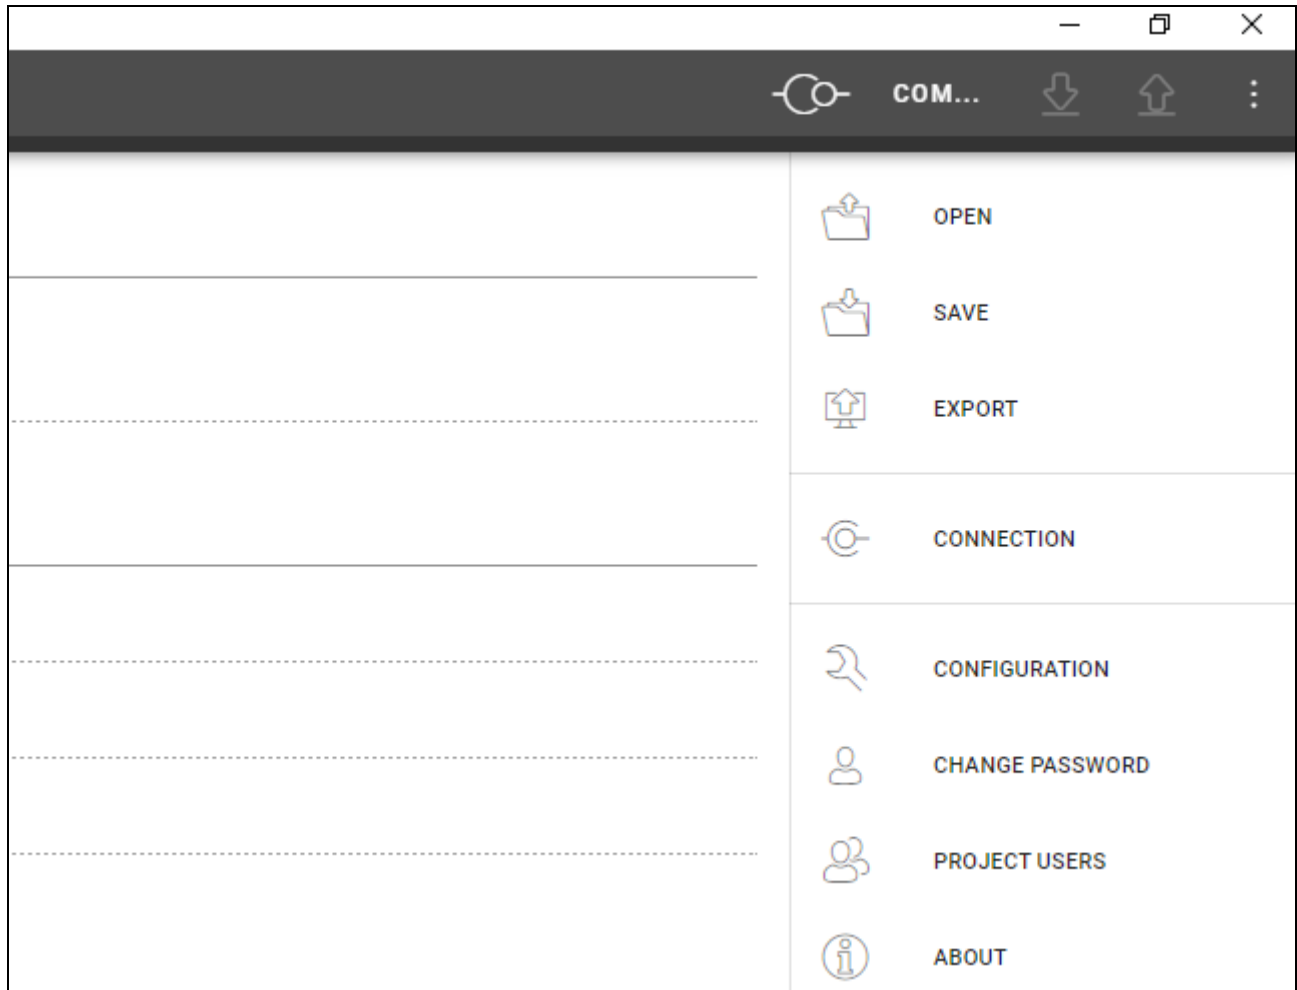 COM...
OPEN
SAVE
EXPORT
CONNECTION
CONFIGURATION
CHANGE PASSWORD
PROJECT USERS
ABOUT